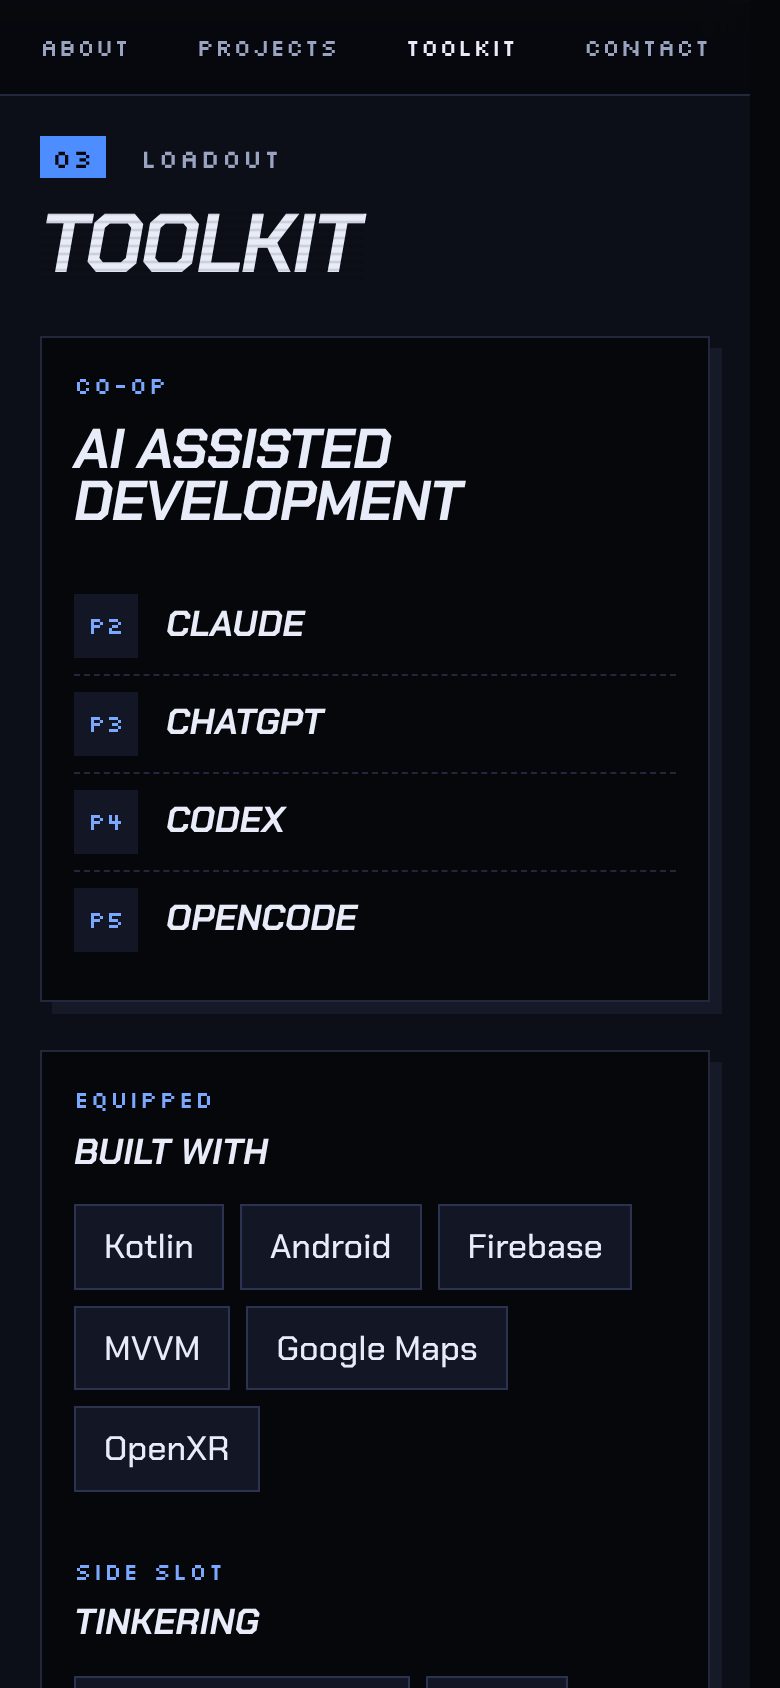 ABOUT PROJECTS TOOLKIT CONTACT
03 LOADOUT
TOOLKIT
CO-OP
AI ASSISTED
DEVELOPMENT
P2 CLAUDE
P3 CHATGPT
P4 CODEX
P5 OPENCODE
EQUIPPED
BUILT WITH
Kotlin Android Firebase
MVVM Google Maps
OpenXR
SIDE SLOT
TINKERING